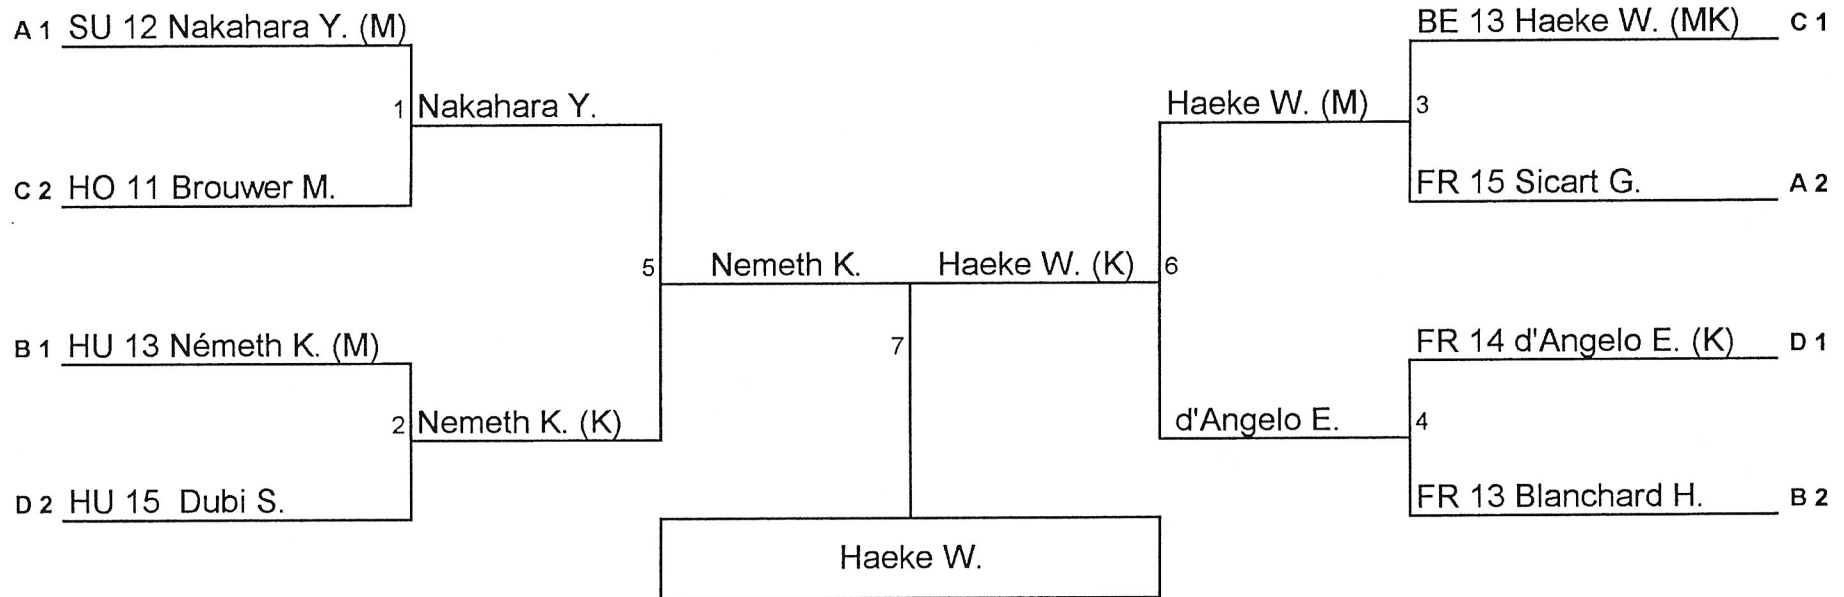 A 1 SU 12 Nakahara Y. (M)
1 Nakahara Y.
C 2 HO 11 Brouwer M.
5 Nemeth K.
B 1 HU 13 Németh K. (M)
2 Nemeth K. (K)
D 2 HU 15 Dubi S.
7
Haeke W.
BE 13 Haeke W. (MK) C 1
Haeke W. (M) 3
FR 15 Sicart G. A 2
Haeke W. (K) 6
FR 14 d'Angelo E. (K) D 1
d'Angelo E. 4
FR 13 Blanchard H. B 2